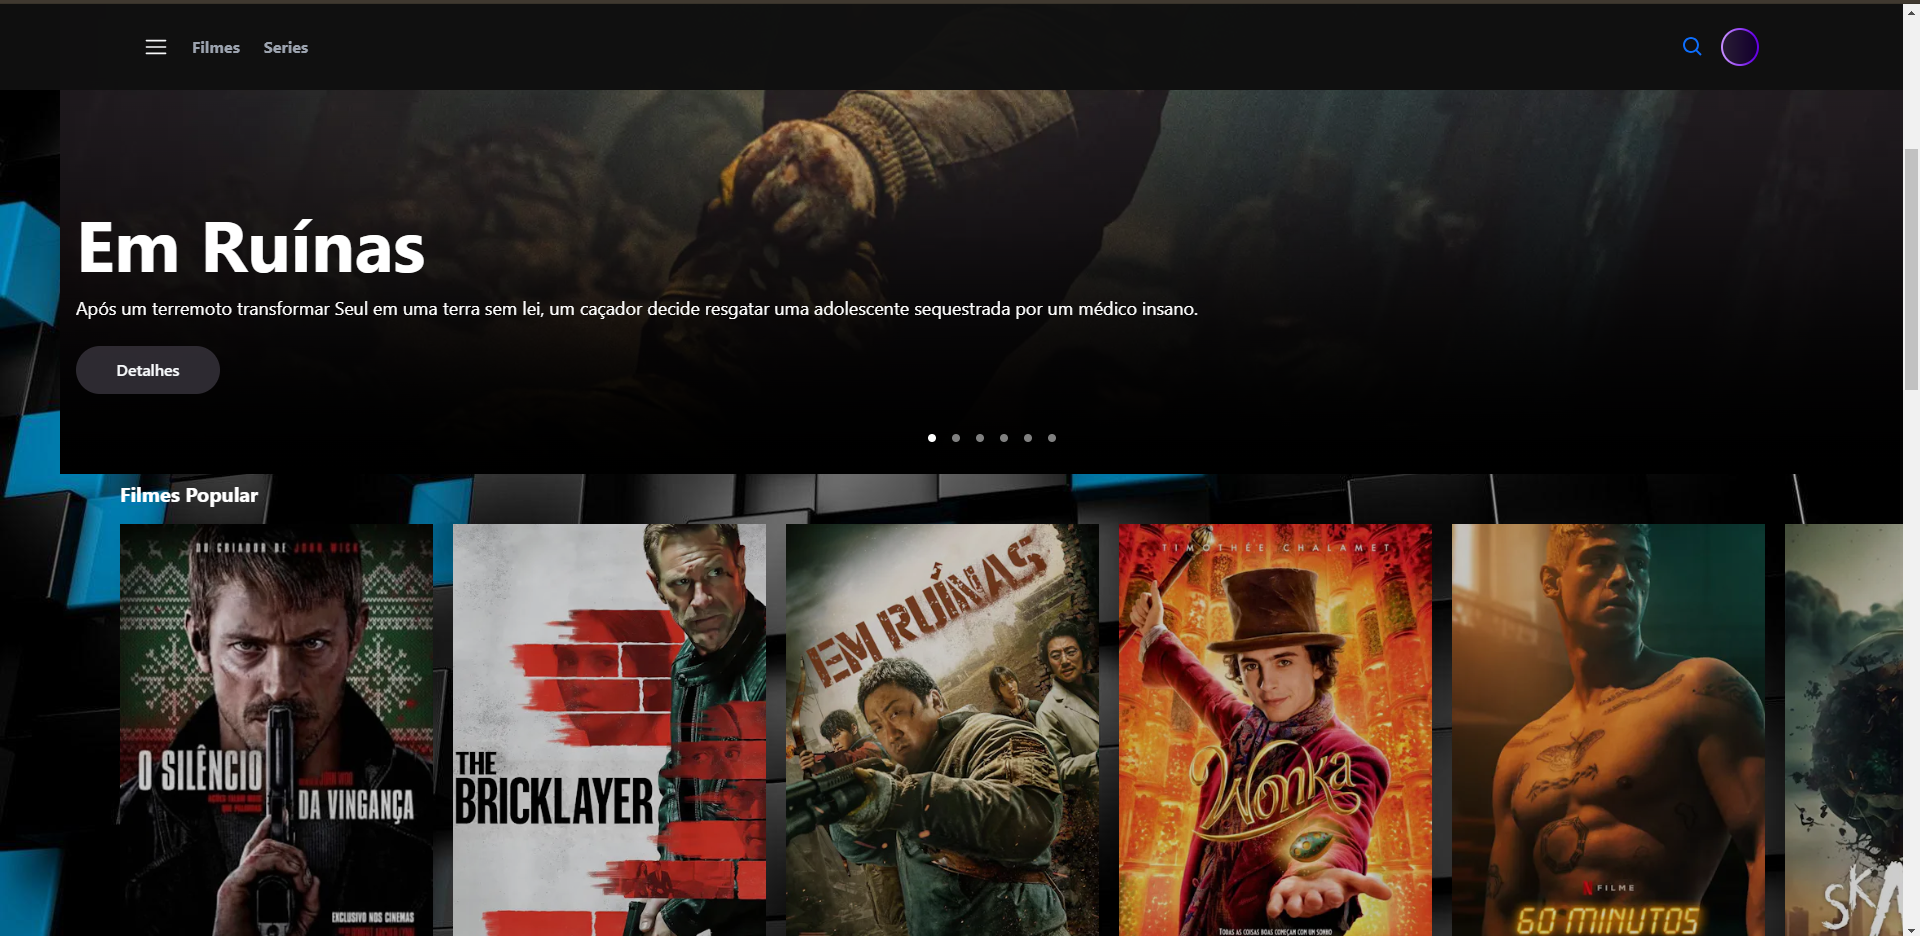 Filmes Series
Em Ruínas
Após um terremoto transformar Seul em uma terra sem lei, um caçador decide resgatar uma adolescente sequestrada por um médico insano.
Detalhes
Filmes Popular
DO CRIADOR DE JOHN WICK
O SILÊNCIO
DA VINGANÇA
EXCLUSIVO NOS CINEMAS
THE
BRICKLAYER
EM RUÍNAS
TIMOTHÉE CHALAMET
Wonka
TODAS AS COISAS BOAS COMEÇAM COM UM SONHO
N FILME
60 MINUTOS